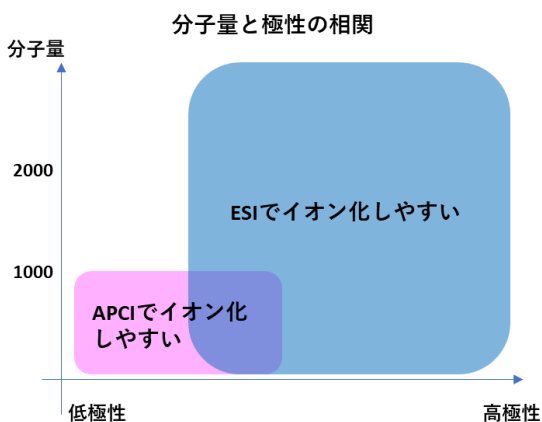 分子量と極性の相関
分子量
2000
ESIでイオン化しやすい
1000
APCIでイオン化
しやすい
低極性
高極性